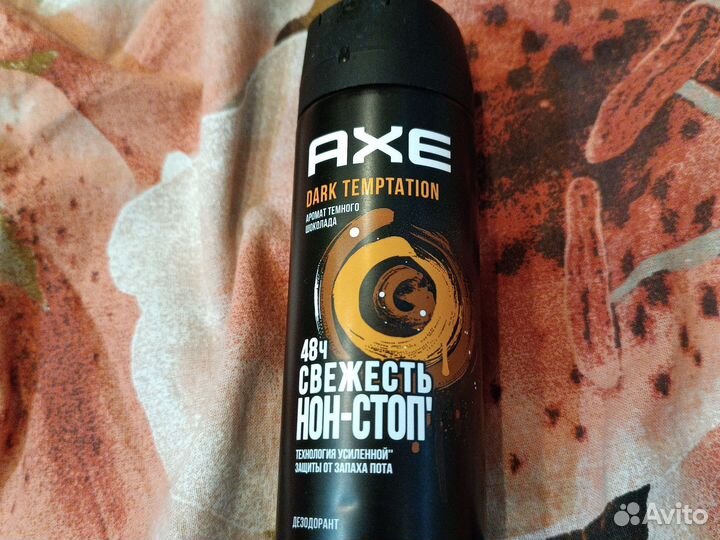 AXE
DARK TEMPTATION
АРОМАТ ТЕМНОГО
ШОКОЛАДА
48Ч
СВЕЖЕСТЬ
НОН-СТОП'
ТЕХНОЛОГИЯ УСИЛЕННОЙ"
ЗАЩИТЫ ОТ ЗАПАХА ПОТА
ДЕЗОДОРАНТ
Avito